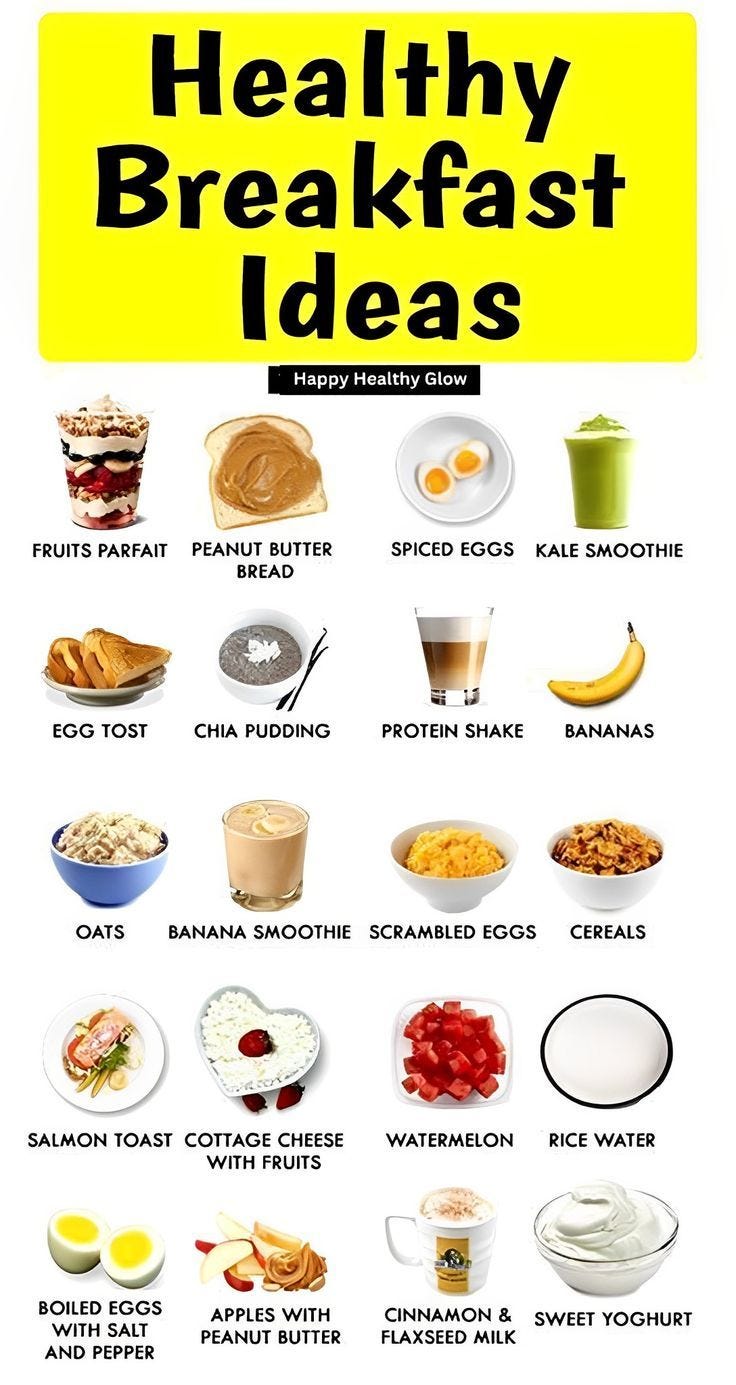 Healthy
Breakfast
Ideas
Happy Healthy Glow
FRUITS PARFAIT
PEANUT BUTTER
BREAD
SPICED EGGS
KALE SMOOTHIE
EGG TOST
CHIA PUDDING
PROTEIN SHAKE
BANANAS
OATS
BANANA SMOOTHIE
SCRAMBLED EGGS
CEREALS
SALMON TOAST
COTTAGE CHEESE
WITH FRUITS
WATERMELON
RICE WATER
BOILED EGGS
WITH SALT
AND PEPPER
APPLES WITH
PEANUT BUTTER
CINNAMON &
FLAXSEED MILK
SWEET YOGHURT